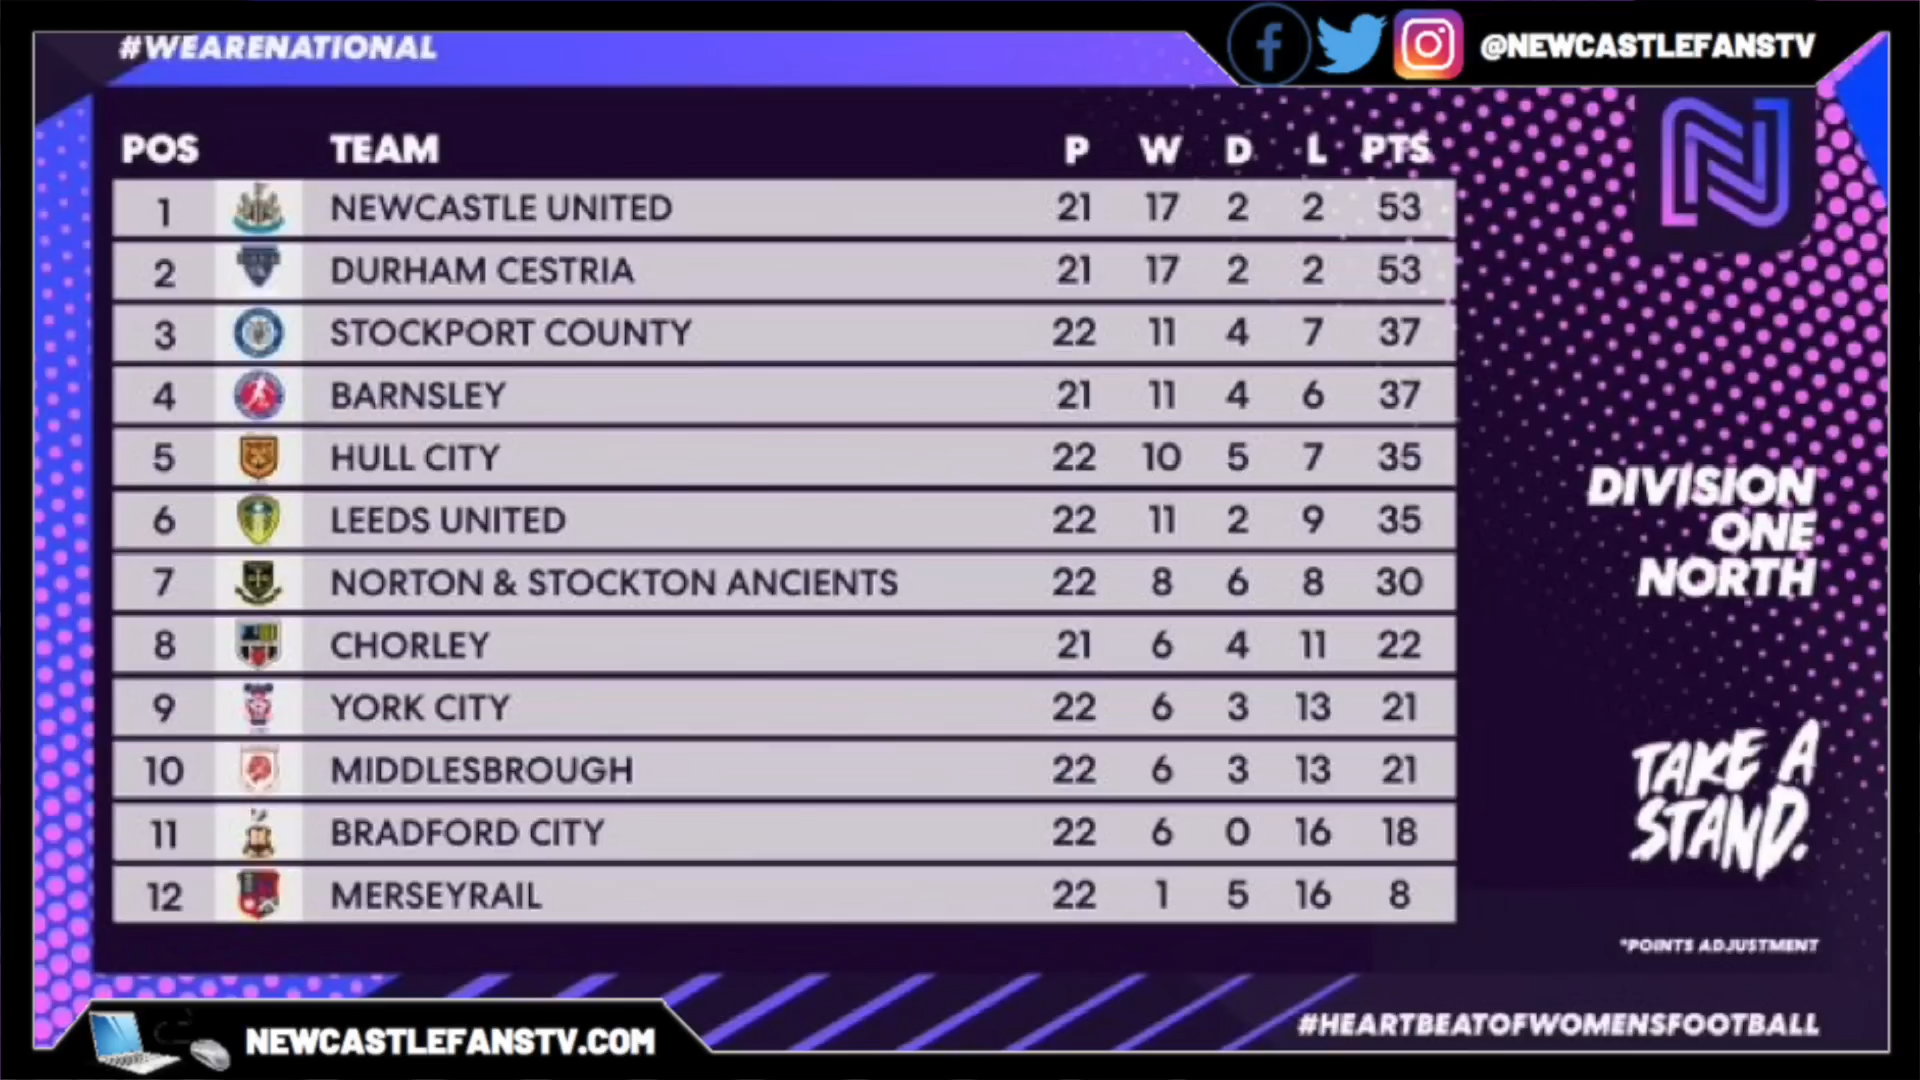 #WEARENATIONAL
@NEWCASTLEFANSTV
POS TEAM P W D L PTS
1 NEWCASTLE UNITED 21 17 2 2 53
2 DURHAM CESTRIA 21 17 2 2 53
3 STOCKPORT COUNTY 22 11 4 7 37
4 BARNSLEY 21 11 4 6 37
5 HULL CITY 22 10 5 7 35
6 LEEDS UNITED 22 11 2 9 35
7 NORTON & STOCKTON ANCIENTS 22 8 6 8 30
8 CHORLEY 21 6 4 11 22
9 YORK CITY 22 6 3 13 21
10 MIDDLESBROUGH 22 6 3 13 21
11 BRADFORD CITY 22 6 0 16 18
12 MERSEYRAIL 22 1 5 16 8
DIVISION
ONE
NORTH
TAKE A
STAND.
*POINTS ADJUSTMENT
#HEARTBEATOFWOMENSFOOTBALL
NEWCASTLEFANSTV.COM